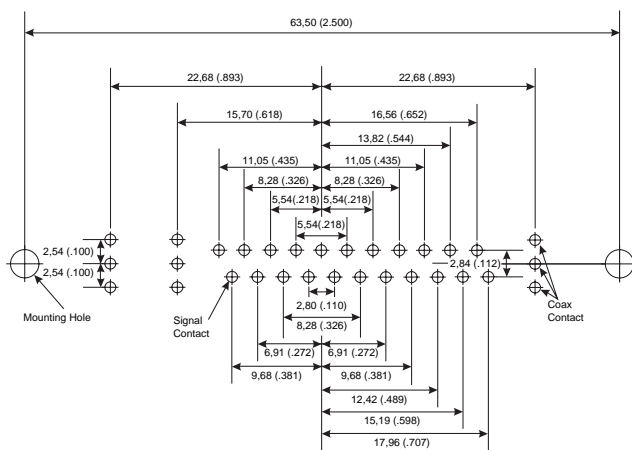 63,50 (2.500)
22,68 (.893) 22,68 (.893)
15,70 (.618) 16,56 (.652)
13,82 (.544)
11,05 (.435) 11,05 (.435)
8,28 (.326) 8,28 (.326)
5,54(.218) 5,54(.218)
5,54(.218)
2,54 (.100)
2,54 (.100)
2,84 (.112)
Mounting Hole
Signal
Contact
Coax
Contact
2,80 (.110)
8,28 (.326)
6,91 (.272) 6,91 (.272)
9,68 (.381) 9,68 (.381)
12,42 (.489)
15,19 (.598)
17,96 (.707)